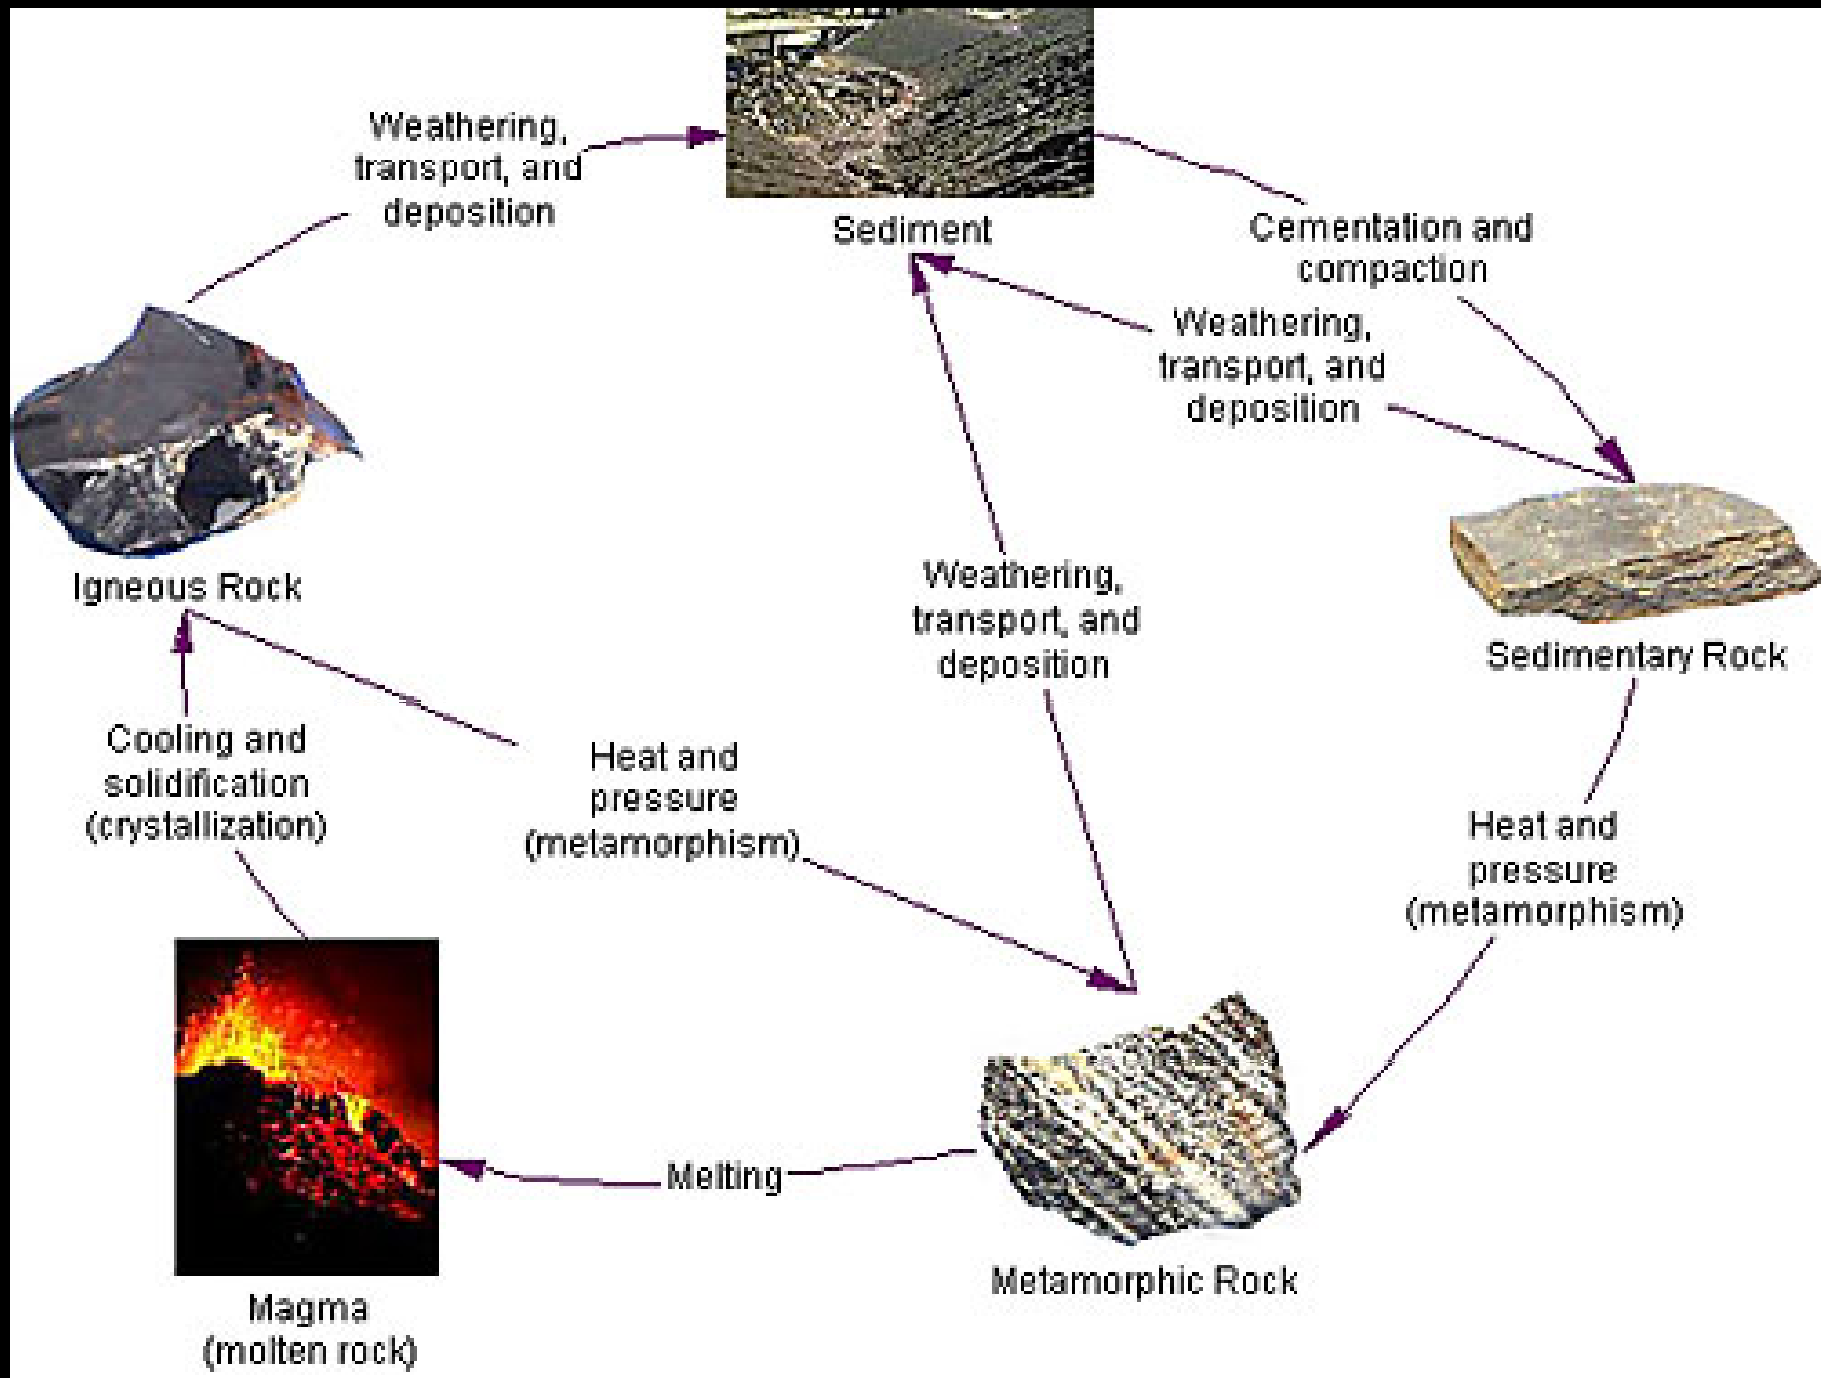 Weathering,
transport, and
deposition
Sediment
Cementation and
compaction
Weathering,
transport, and
deposition
Igneous Rock
Weathering,
transport, and
deposition
Sedimentary Rock
Cooling and
solidification
(crystallization)
Heat and
pressure
(metamorphism)
Heat and
pressure
(metamorphism)
Melting
Metamorphic Rock
Magma
(molten rock)